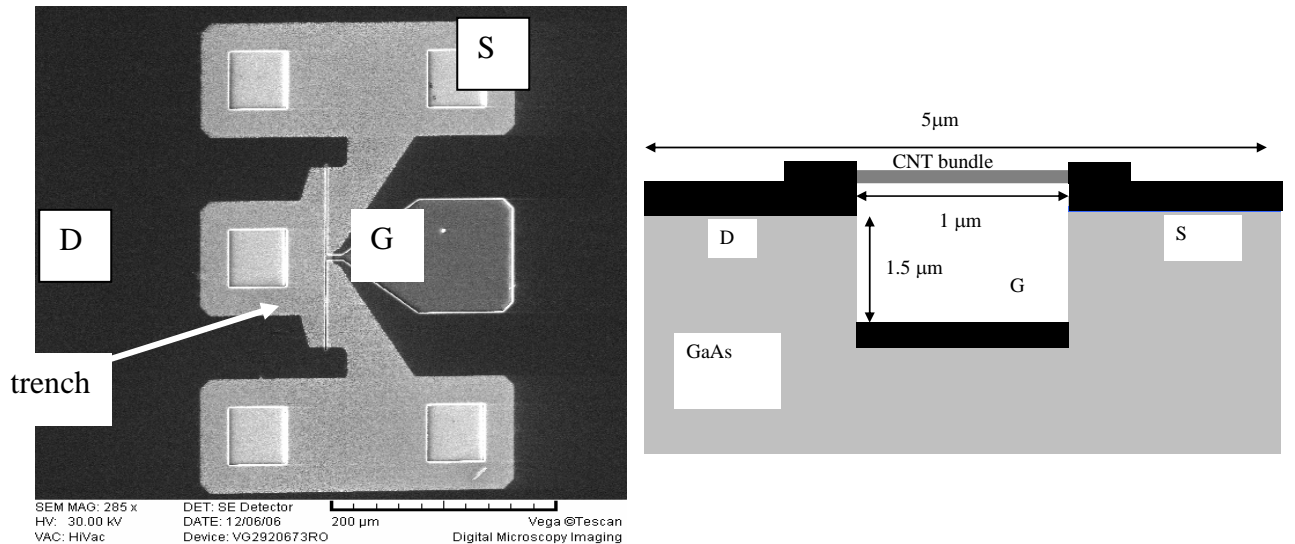 S
D
G
trench
SEM MAG: 285 x DET: SE Detector
HV: 30.00 kV DATE: 12/06/06 200 µm Vega ©Tescan
VAC: HiVac Device: VG2920673RO Digital Microscopy Imaging
5µm
CNT bundle
1 µm
D
S
1.5 µm
G
GaAs